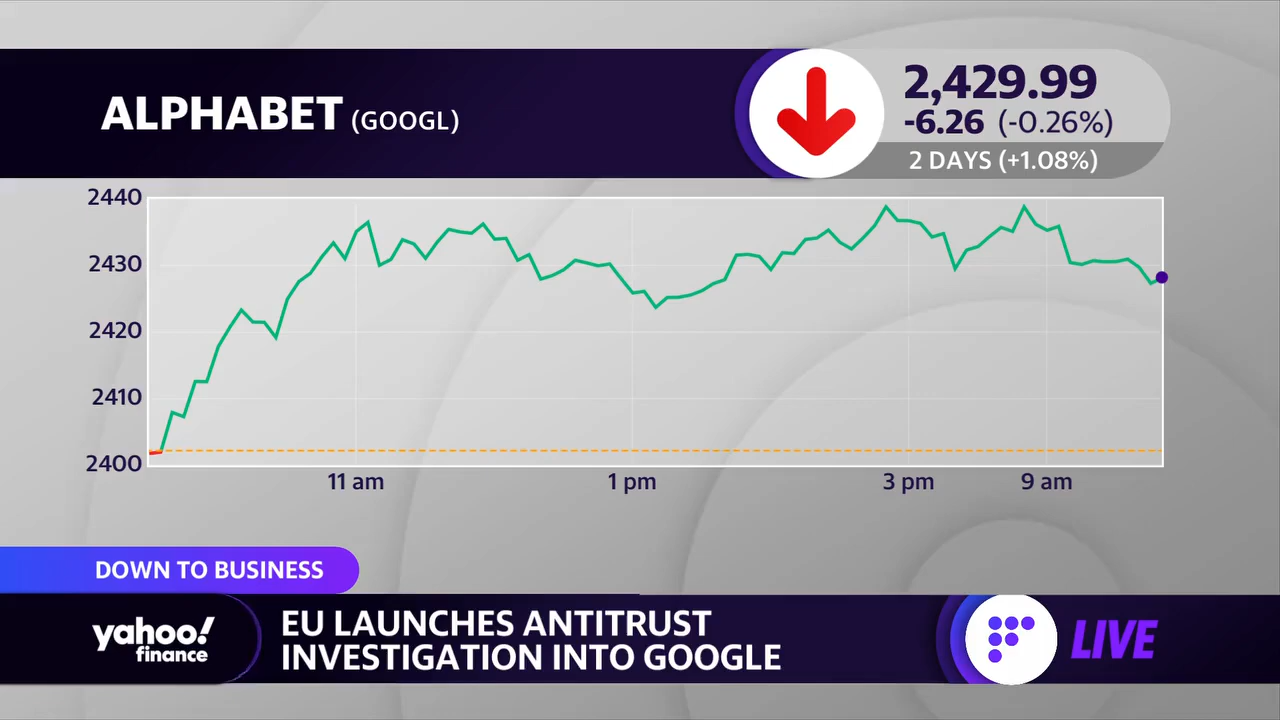 ALPHABET (GOOGL)
2,429.99
-6.26 (-0.26%)
2 DAYS (+1.08%)
2440
2430
2420
2410
2400
11 am
1 pm
3 pm
9 am
DOWN TO BUSINESS
yahoo!
finance
EU LAUNCHES ANTITRUST
INVESTIGATION INTO GOOGLE
LIVE